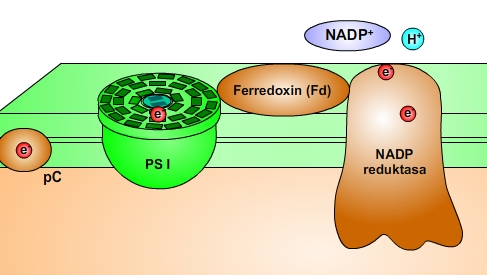 NADP+
H+
e-
Ferredoxin (Fd)
e-
e-
e-
pC
PS I
NADP
reduktasa